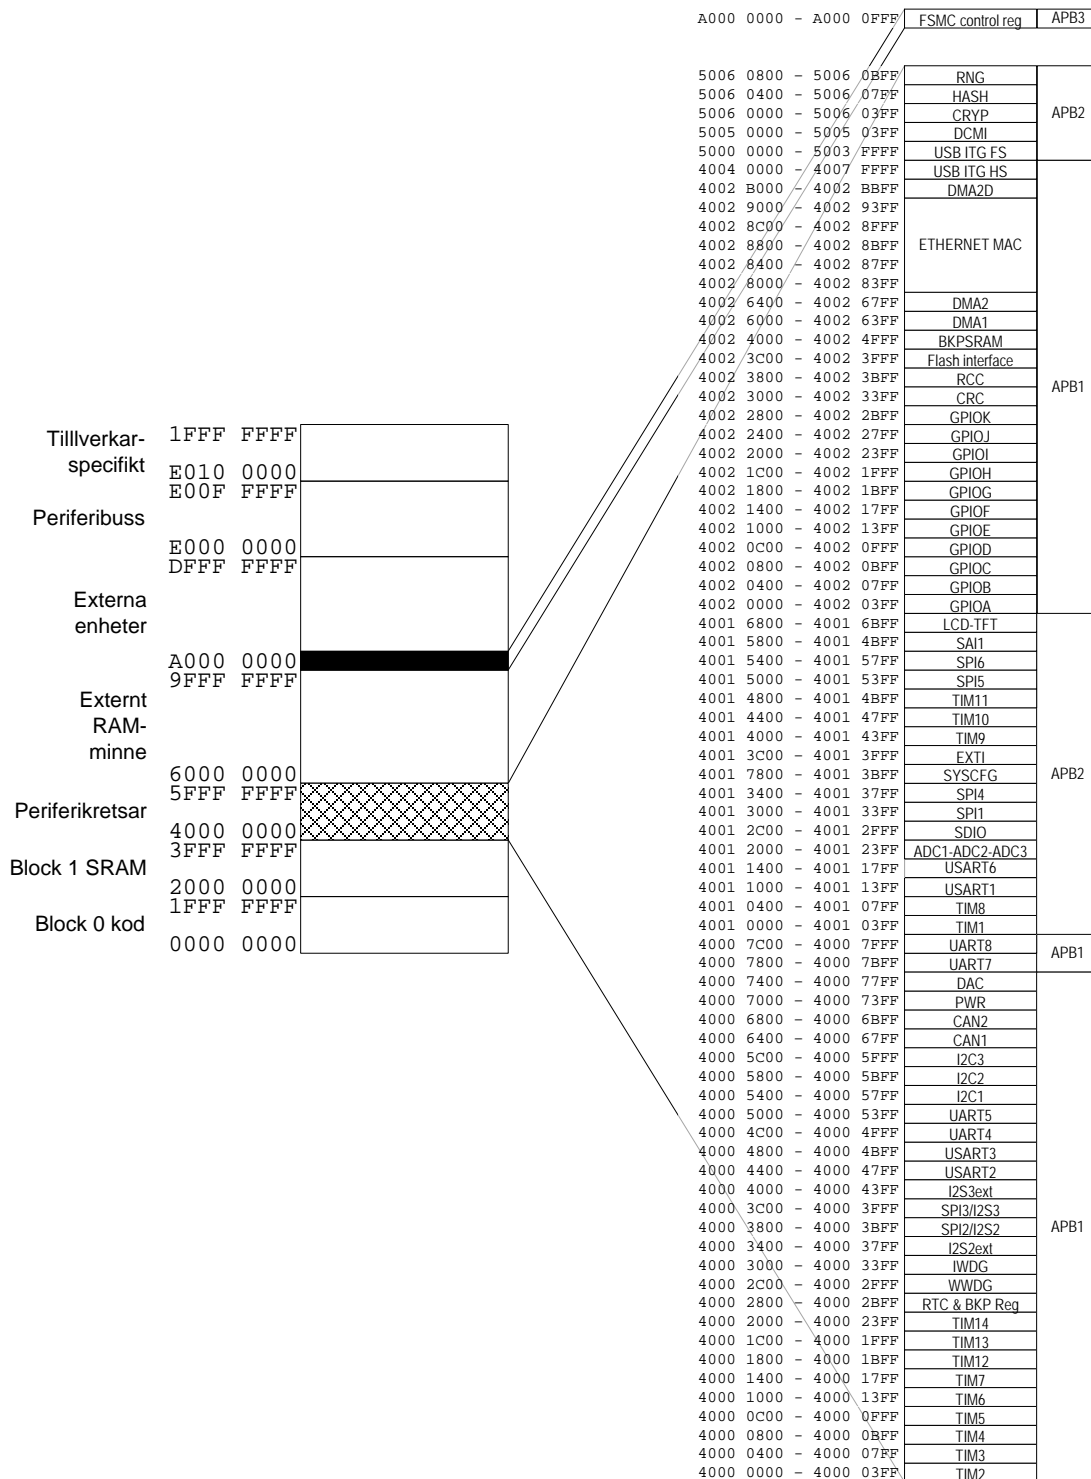 A000 0000 - A000 0FFF FSMC control reg APB3
5006 0800 - 5006 0BFF RNG
5006 0400 - 5006 07FF HASH
5006 0000 - 5006 03FF CRYP APB2
5005 0000 - 5005 03FF DCMI
5000 0000 - 5003 FFFF USB ITG FS
4004 0000 - 4007 FFFF USB ITG HS
4002 B000 - 4002 BBFF DMA2D
4002 9000 - 4002 93FF
4002 8C00 - 4002 8FFF
4002 8800 - 4002 8BFF ETHERNET MAC
4002 8400 - 4002 87FF
4002 8000 - 4002 83FF
4002 6400 - 4002 67FF DMA2
4002 6000 - 4002 63FF DMA1
4002 4000 - 4002 4FFF BKPSRAM
4002 3C00 - 4002 3FFF Flash interface
4002 3800 - 4002 3BFF RCC APB1
4002 3000 - 4002 33FF CRC
4002 2800 - 4002 2BFF GPIOK
4002 2400 - 4002 27FF GPIOJ
4002 2000 - 4002 23FF GPIOI
4002 1C00 - 4002 1FFF GPIOH
4002 1800 - 4002 1BFF GPIOG
4002 1400 - 4002 17FF GPIOF
4002 1000 - 4002 13FF GPIOE
4002 0C00 - 4002 0FFF GPIOD
4002 0800 - 4002 0BFF GPIOC
4002 0400 - 4002 07FF GPIOB
4002 0000 - 4002 03FF GPIOA
4001 6800 - 4001 6BFF LCD-TFT
4001 5800 - 4001 4BFF SAI1
4001 5400 - 4001 57FF SPI6
4001 5000 - 4001 53FF SPI5
4001 4800 - 4001 4BFF TIM11
4001 4400 - 4001 47FF TIM10
4001 4000 - 4001 43FF TIM9
4001 3C00 - 4001 3FFF EXTI
4001 7800 - 4001 3BFF SYSCFG APB2
4001 3400 - 4001 37FF SPI4
4001 3000 - 4001 33FF SPI1
4001 2C00 - 4001 2FFF SDIO
4001 2000 - 4001 23FF ADC1-ADC2-ADC3
4001 1400 - 4001 17FF USART6
4001 1000 - 4001 13FF USART1
4001 0400 - 4001 07FF TIM8
4001 0000 - 4001 03FF TIM1
4000 7C00 - 4000 7FFF UART8 APB1
4000 7800 - 4000 7BFF UART7
4000 7400 - 4000 77FF DAC
4000 7000 - 4000 73FF PWR
4000 6800 - 4000 6BFF CAN2
4000 6400 - 4000 67FF CAN1
4000 5C00 - 4000 5FFF I2C3
4000 5800 - 4000 5BFF I2C2
4000 5400 - 4000 57FF I2C1
4000 5000 - 4000 53FF UART5
4000 4C00 - 4000 4FFF UART4
4000 4800 - 4000 4BFF USART3
4000 4400 - 4000 47FF USART2
4000 4000 - 4000 43FF I2S3ext
4000 3C00 - 4000 3FFF SPI3/I2S3
4000 3800 - 4000 3BFF SPI2/I2S2 APB1
4000 3400 - 4000 37FF I2S2ext
4000 3000 - 4000 33FF IWDG
4000 2C00 - 4000 2FFF WWDG
4000 2800 - 4000 2BFF RTC & BKP Reg
4000 2000 - 4000 23FF TIM14
4000 1C00 - 4000 1FFF TIM13
4000 1800 - 4000 1BFF TIM12
4000 1400 - 4000 17FF TIM7
4000 1000 - 4000 13FF TIM6
4000 0C00 - 4000 0FFF TIM5
4000 0800 - 4000 0BFF TIM4
4000 0400 - 4000 07FF TIM3
4000 0000 - 4000 03FF TIM2
Tilllverkar-
specifikt
1FFF FFFF
E010 0000
E00F FFFF
Periferibuss
E000 0000
DFFF FFFF
Externa
enheter
A000 0000
9FFF FFFF
Externt
RAM-
minne
6000 0000
5FFF FFFF
Periferikretsar
4000 0000
3FFF FFFF
Block 1 SRAM
2000 0000
1FFF FFFF
Block 0 kod
0000 0000